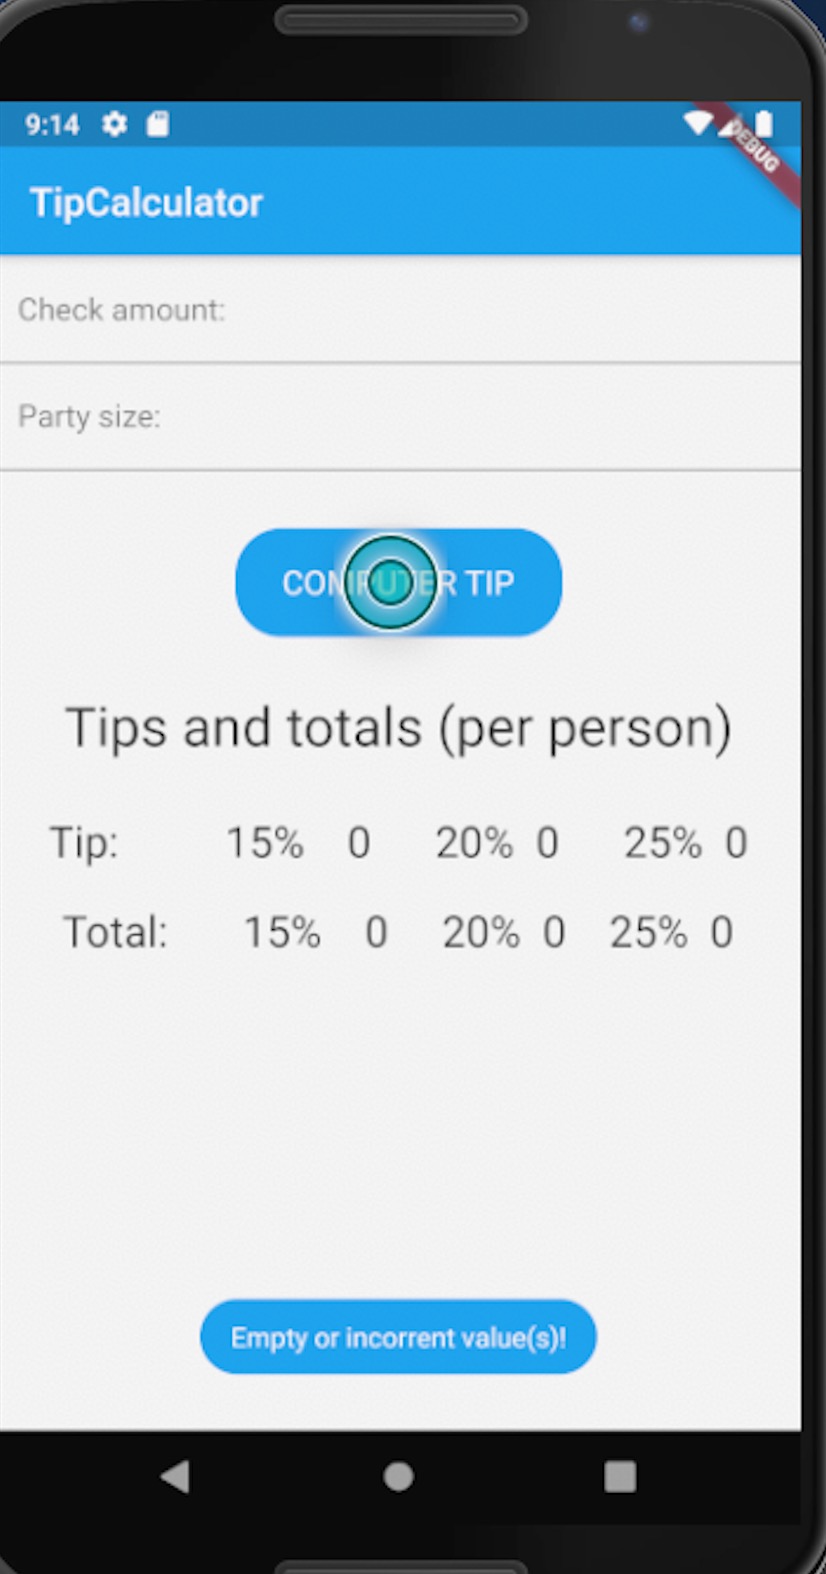 9:14
DEBUG
TipCalculator
Check amount:
Party size:
COMPUTER TIP
Tips and totals (per person)
Tip: 15% 0 20% 0 25% 0
Total: 15% 0 20% 0 25% 0
Empty or incorrent value(s)!